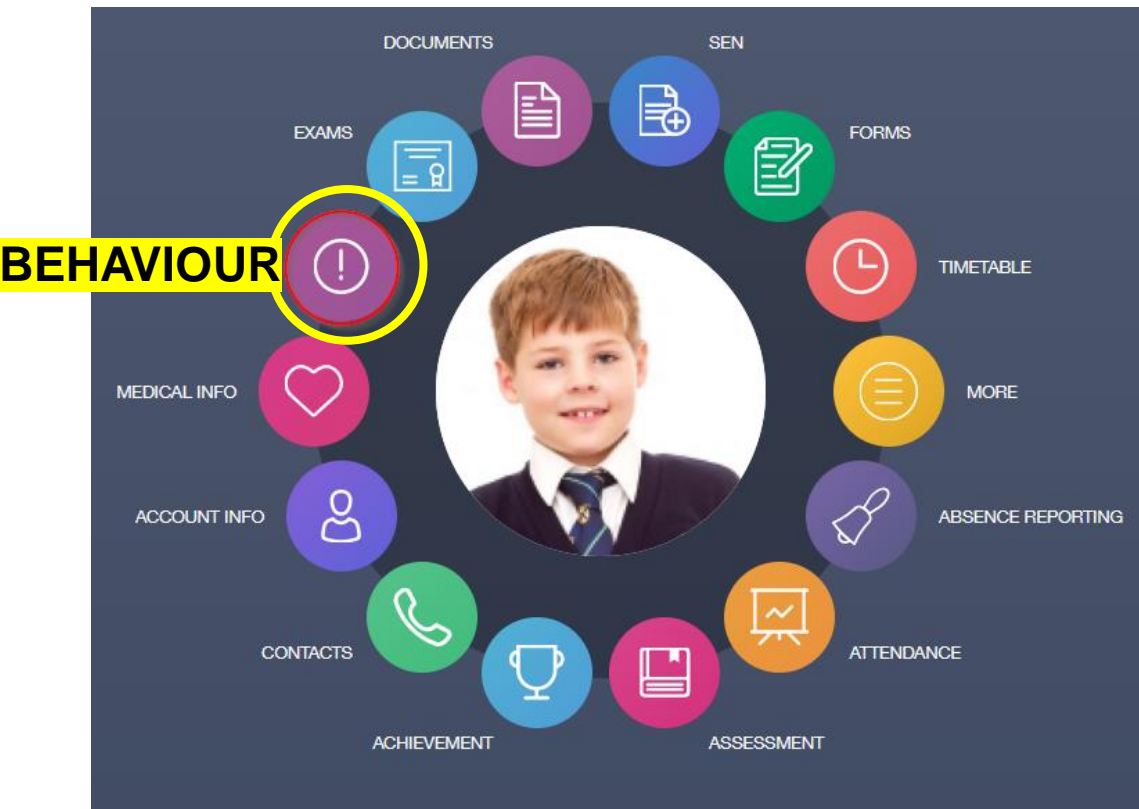 DOCUMENTS
SEN
EXAMS
FORMS
BEHAVIOUR
TIMETABLE
MEDICAL INFO
MORE
ACCOUNT INFO
ABSENCE REPORTING
CONTACTS
ATTENDANCE
ACHIEVEMENT
ASSESSMENT